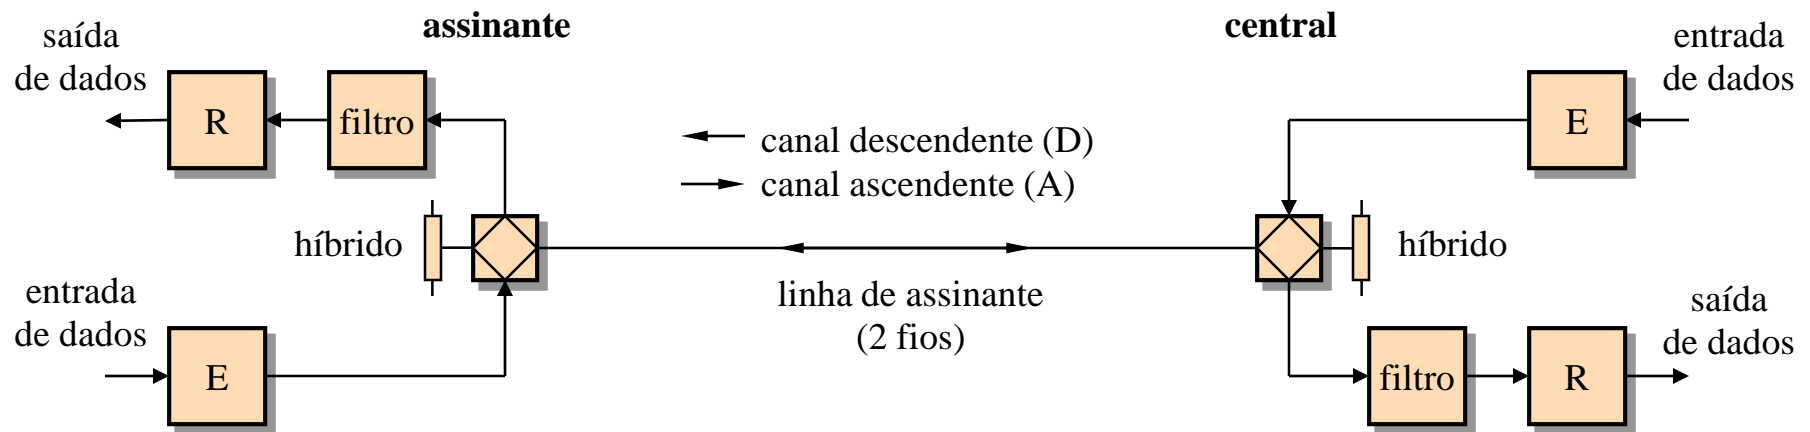 assinante
central
saída
de dados
R
filtro
canal descendente (D)
canal ascendente (A)
E
entrada
de dados
híbrido
híbrido
linha de assinante
(2 fios)
entrada
de dados
E
filtro
R
saída
de dados